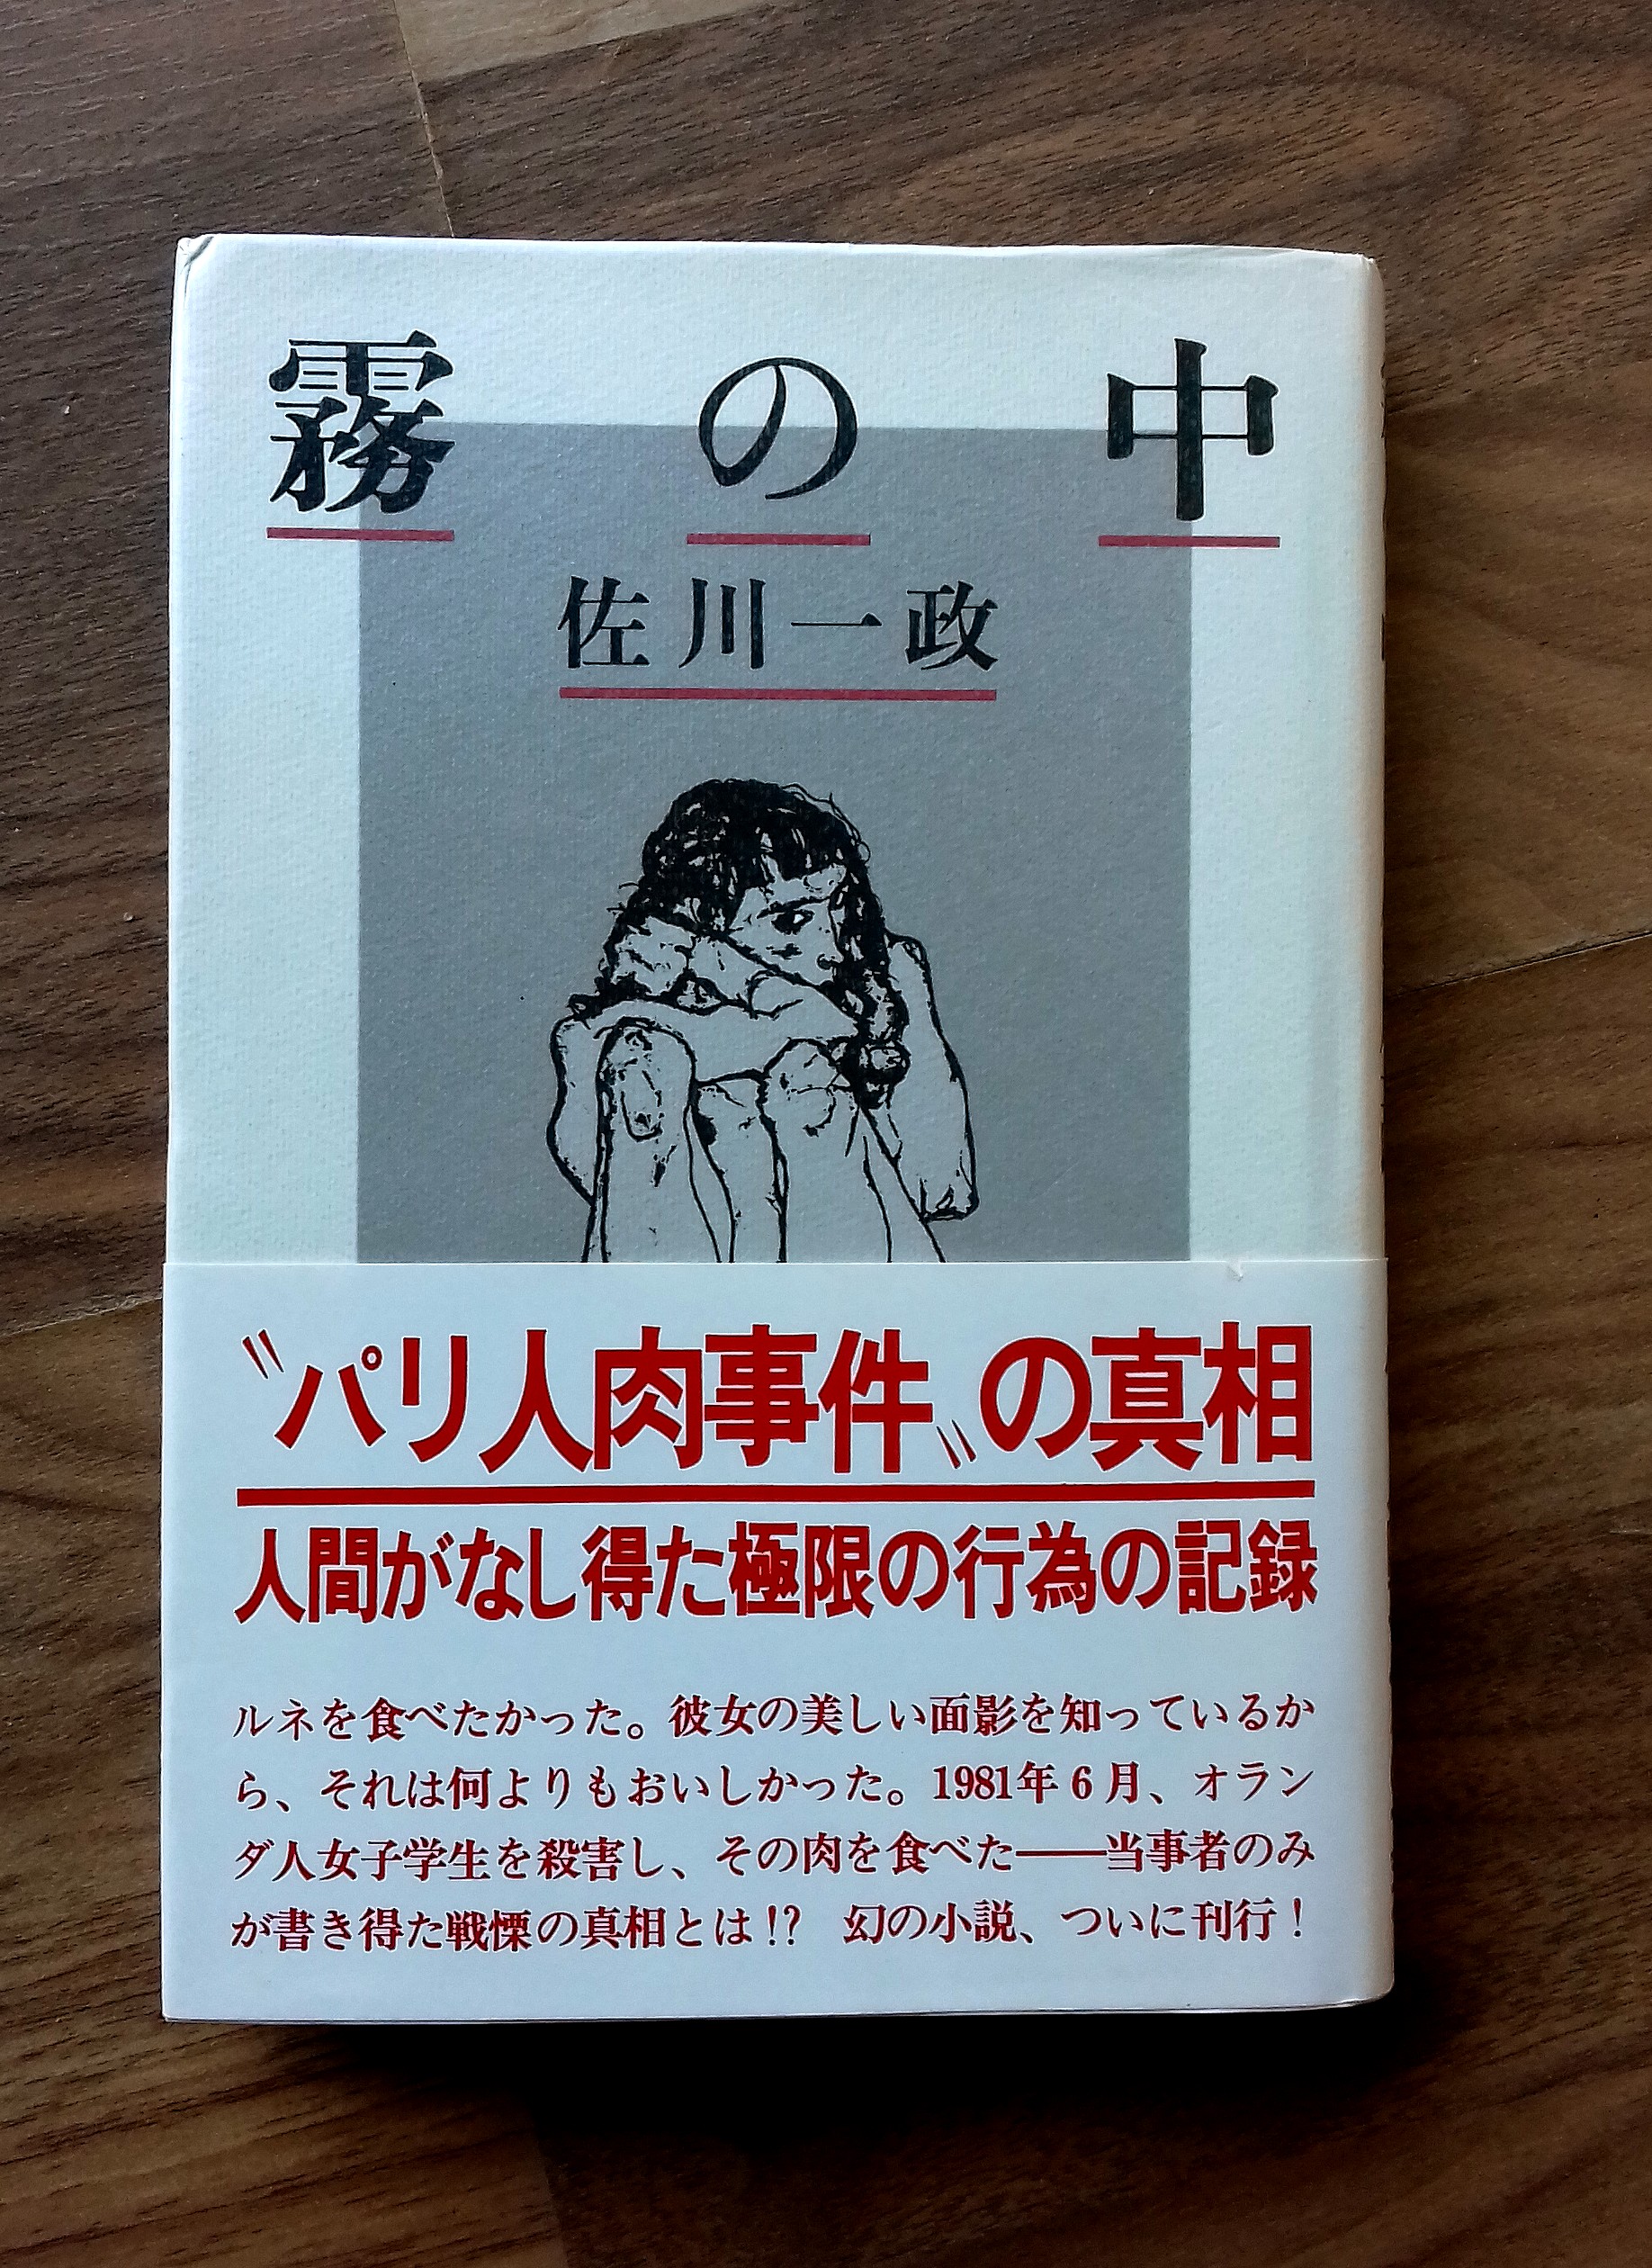 霧の中
佐川一政
〝パリ人肉事件〟の真相
人間がなし得た極限の行為の記録
ルネを食べたかった。彼女の美しい面影を知っているか
ら、それは何よりもおいしかった。1981年6月、オラン
ダ人女子学生を殺害し、その肉を食べた――当事者のみ
が書き得た戦慄の真相とは!? 幻の小説、ついに刊行!